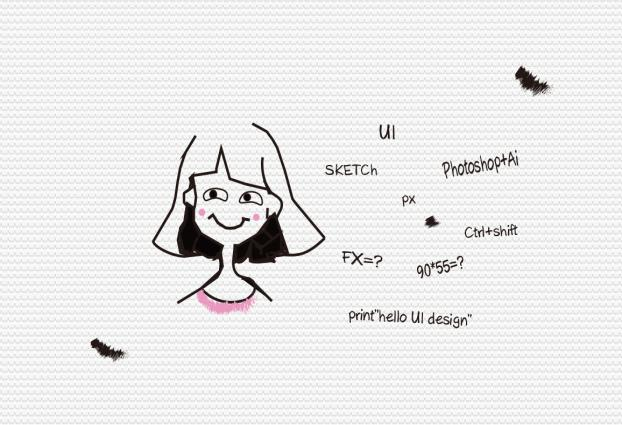 UI
SKETCh
Photoshop+Ai
px
Ctrl+shift
FX=?
90*55=?
print"hello UI design"